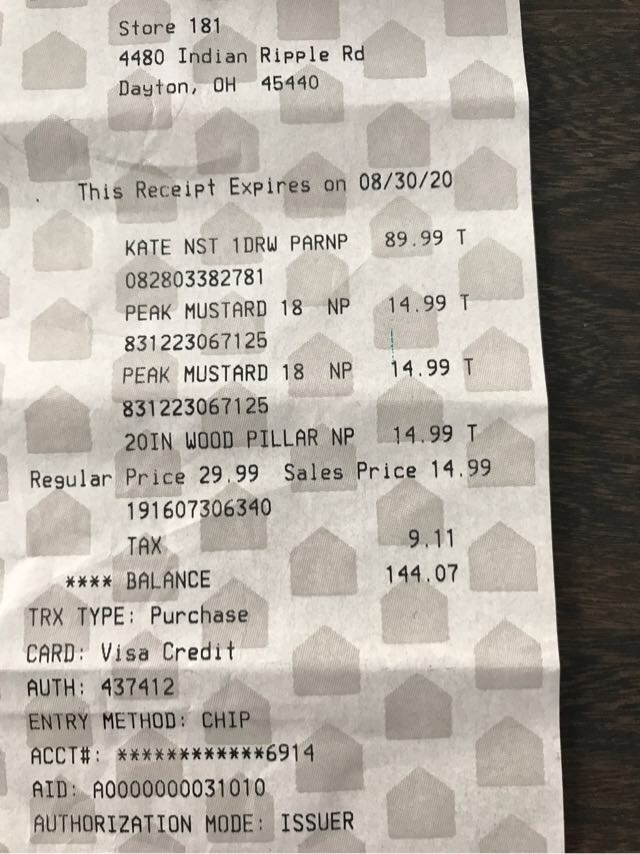 Store 181
4480 Indian Ripple Rd
Dayton, OH 45440
This Receipt Expires on 08/30/20
KATE NST 1DRW PARNP 89.99 T
082803382781
PEAK MUSTARD 18 NP 14.99 T
831223067125
PEAK MUSTARD 18 NP 14.99 T
831223067125
20IN WOOD PILLAR NP 14.99 T
Regular Price 29.99 Sales Price 14.99
191607306340
TAX 9.11
**** BALANCE 144.07
TRX TYPE: Purchase
CARD: Visa Credit
AUTH: 437412
ENTRY METHOD: CHIP
ACCT#: ************6914
AID: A0000000031010
AUTHORIZATION MODE: ISSUER